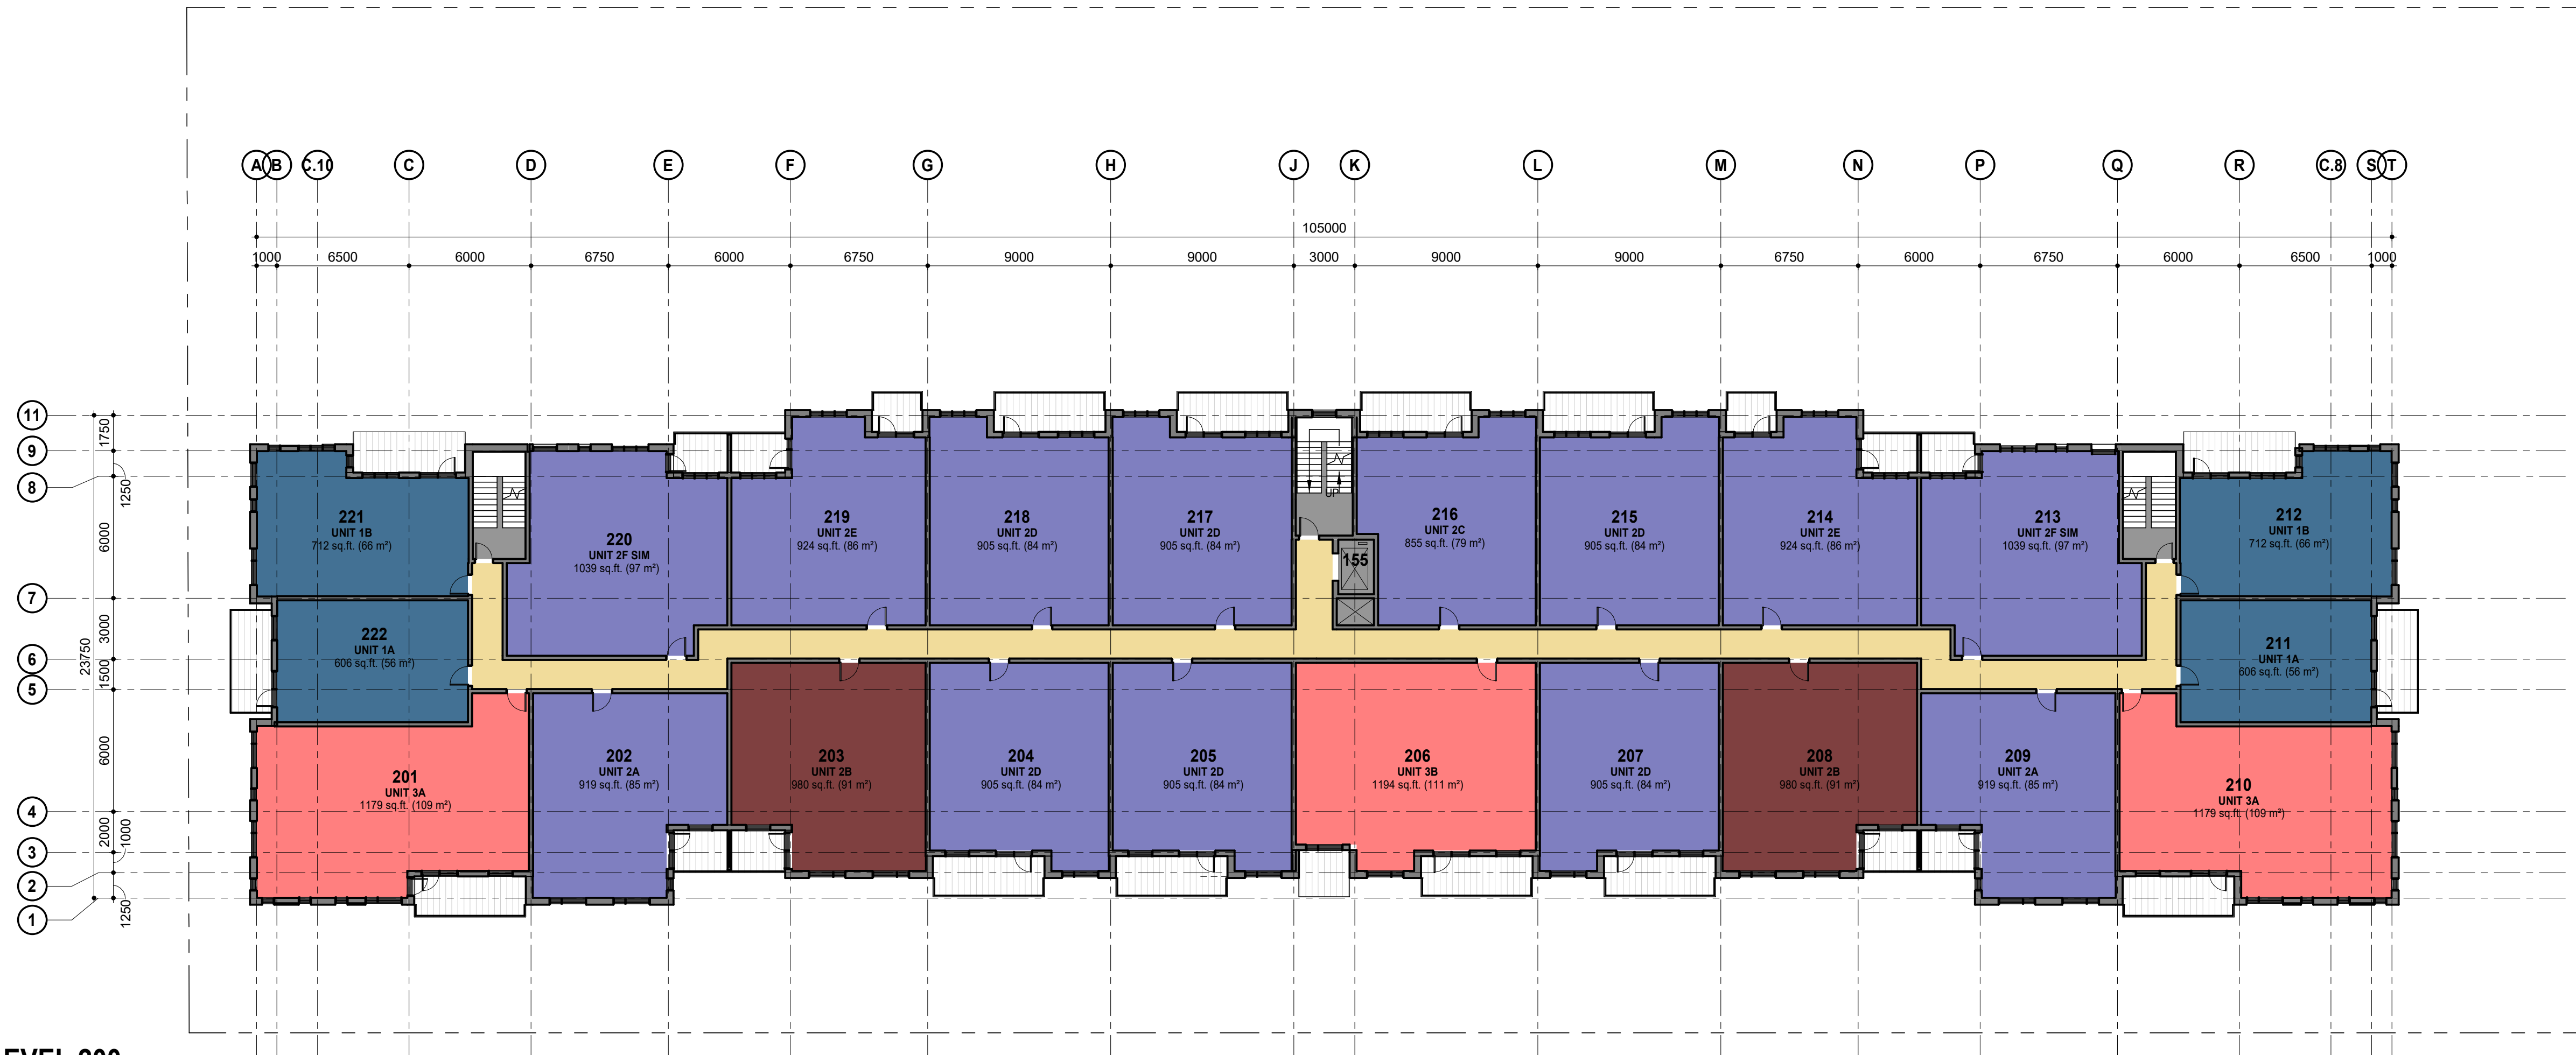 A B C.10 C D E F G H J K L M N P Q R C.8 S T
105000
1000 6500 6000 6750 6000 6750 9000 9000 3000 9000 9000 6750 6000 6750 6000 6500 1000
11
9
8
7
6
5
4
3
2
1
1750
1250
6000
3000
1500
6000
2000
1000
1250
23750
221
UNIT 1B
712 sq.ft. (66 m²)
220
UNIT 2F SIM
1039 sq.ft. (97 m²)
219
UNIT 2E
924 sq.ft. (86 m²)
218
UNIT 2D
905 sq.ft. (84 m²)
217
UNIT 2D
905 sq.ft. (84 m²)
UP
155
216
UNIT 2C
855 sq.ft. (79 m²)
215
UNIT 2D
905 sq.ft. (84 m²)
214
UNIT 2E
924 sq.ft. (86 m²)
213
UNIT 2F SIM
1039 sq.ft. (97 m²)
212
UNIT 1B
712 sq.ft. (66 m²)
222
UNIT 1A
606 sq.ft. (56 m²)
211
UNIT 1A
606 sq.ft. (56 m²)
201
UNIT 3A
1179 sq.ft. (109 m²)
202
UNIT 2A
919 sq.ft. (85 m²)
203
UNIT 2B
980 sq.ft. (91 m²)
204
UNIT 2D
905 sq.ft. (84 m²)
205
UNIT 2D
905 sq.ft. (84 m²)
206
UNIT 3B
1194 sq.ft. (111 m²)
207
UNIT 2D
905 sq.ft. (84 m²)
208
UNIT 2B
980 sq.ft. (91 m²)
209
UNIT 2A
919 sq.ft. (85 m²)
210
UNIT 3A
1179 sq.ft. (109 m²)